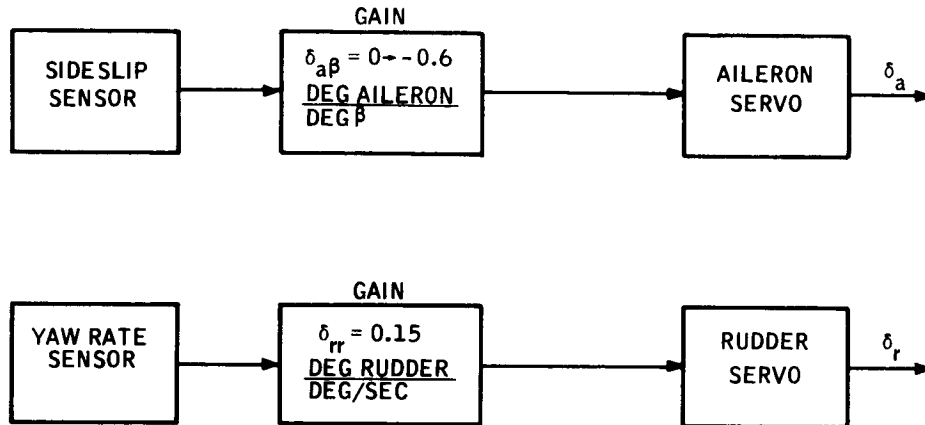 GAIN
SIDESLIP
SENSOR
δaβ = 0→-0.6
DEG AILERON
DEG β
AILERON
SERVO
δa
GAIN
YAW RATE
SENSOR
δrr = 0.15
DEG RUDDER
DEG/SEC
RUDDER
SERVO
δr